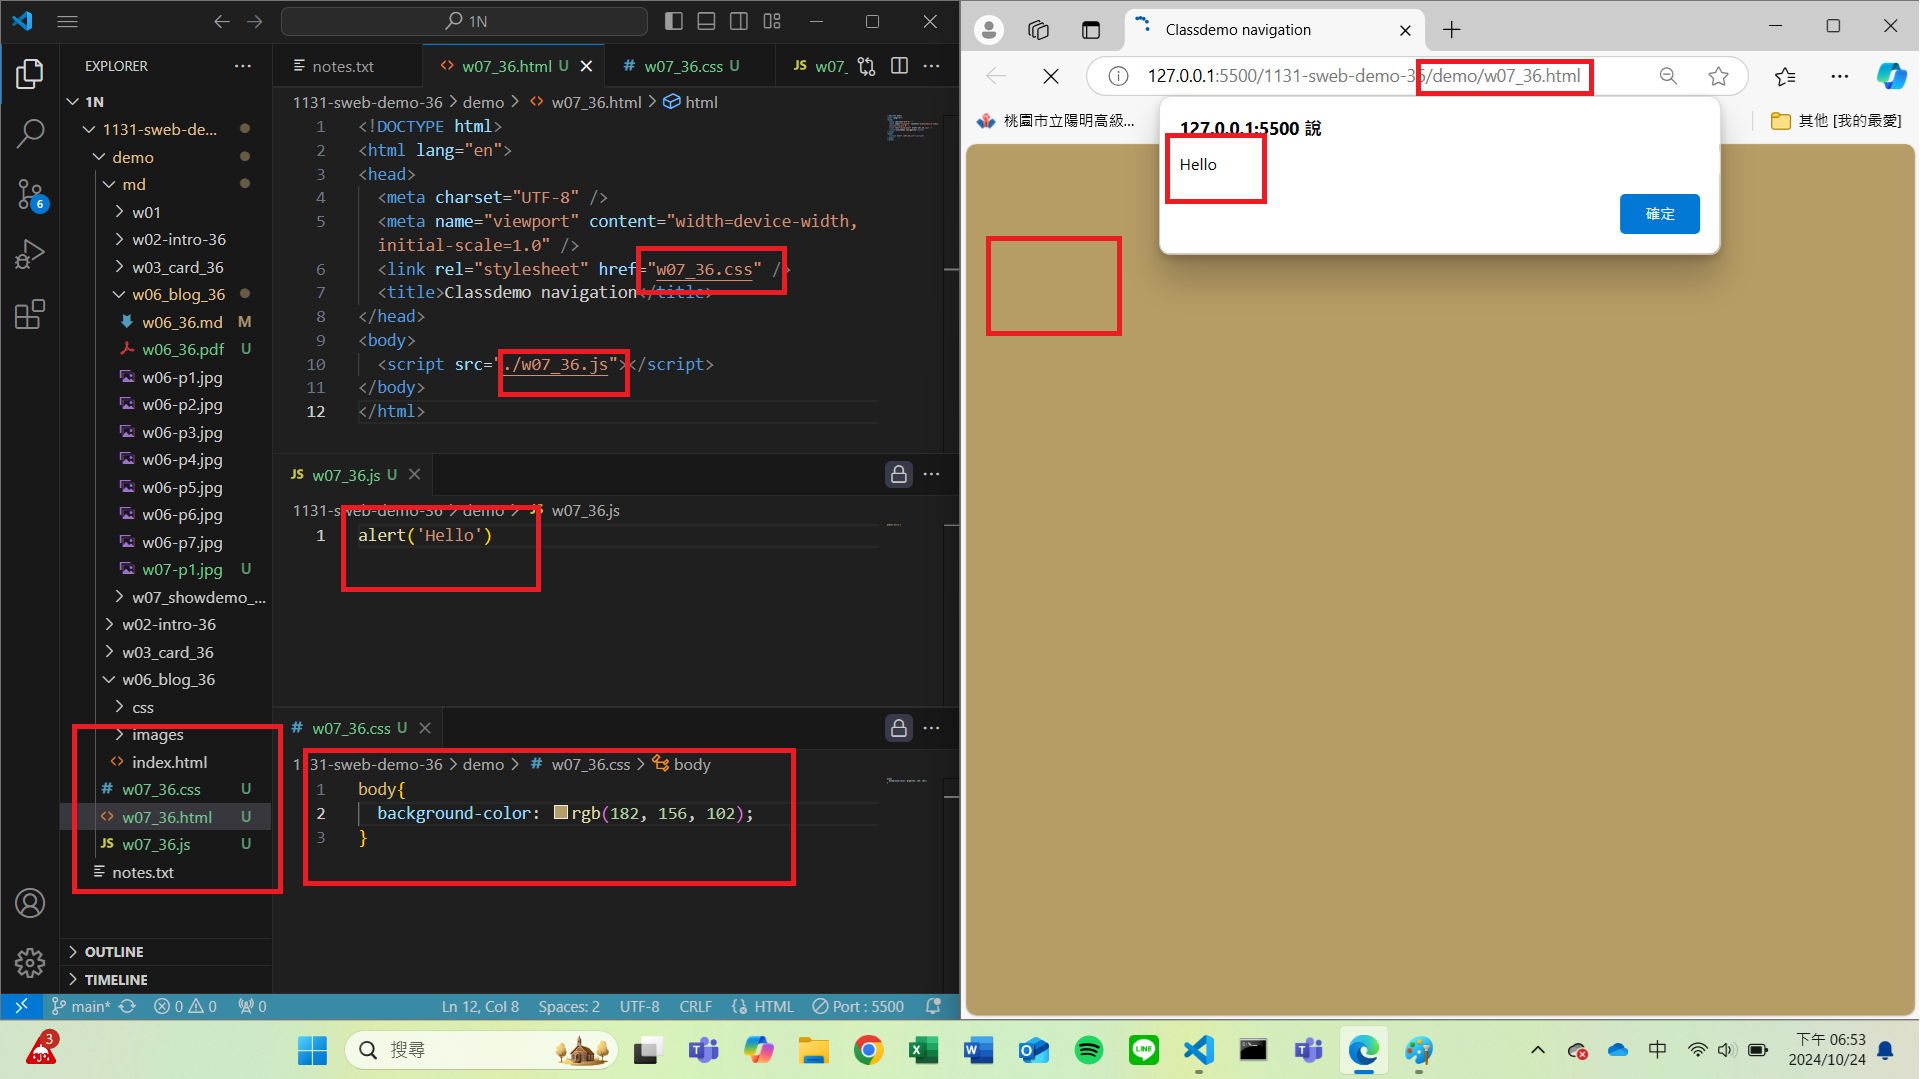 1N
EXPLORER
1N
1131-sweb-de...
demo
md
w01
w02-intro-36
w03_card_36
w06_blog_36
w06_36.md M
w06_36.pdf U
w06-p1.jpg
w06-p2.jpg
w06-p3.jpg
w06-p4.jpg
w06-p5.jpg
w06-p6.jpg
w06-p7.jpg
w07-p1.jpg U
w07_showdemo_...
w02-intro-36
w03_card_36
w06_blog_36
css
images
index.html
w07_36.css U
w07_36.html U
JS w07_36.js U
notes.txt
OUTLINE
TIMELINE
6
notes.txt
w07_36.html U
# w07_36.css U
JS w07_
1131-sweb-demo-36 > demo > w07_36.html > html
1 <!DOCTYPE html>
2 <html lang="en">
3 <head>
4 <meta charset="UTF-8" />
5 <meta name="viewport" content="width=device-width,
initial-scale=1.0" />
6 <link rel="stylesheet" href="w07_36.css" />
7 <title>Classdemo navigation</title>
8 </head>
9 <body>
10 <script src="./w07_36.js"></script>
11 </body>
12 </html>
JS w07_36.js U
1131-sweb-demo-36 > demo > JS w07_36.js
1 alert('Hello')
# w07_36.css U
1131-sweb-demo-36 > demo > # w07_36.css > body
1 body{
2 background-color: rgb(182, 156, 102);
3 }
main* 0 0 0
Ln 12, Col 8 Spaces: 2 UTF-8 CRLF {} HTML Port : 5500
Classdemo navigation
127.0.0.1:5500/1131-sweb-demo-36/demo/w07_36.html
桃園市立陽明高級...
其他 [我的最愛]
127.0.0.1:5500 說
Hello
確定
3
搜尋
中
下午 06:53
2024/10/24